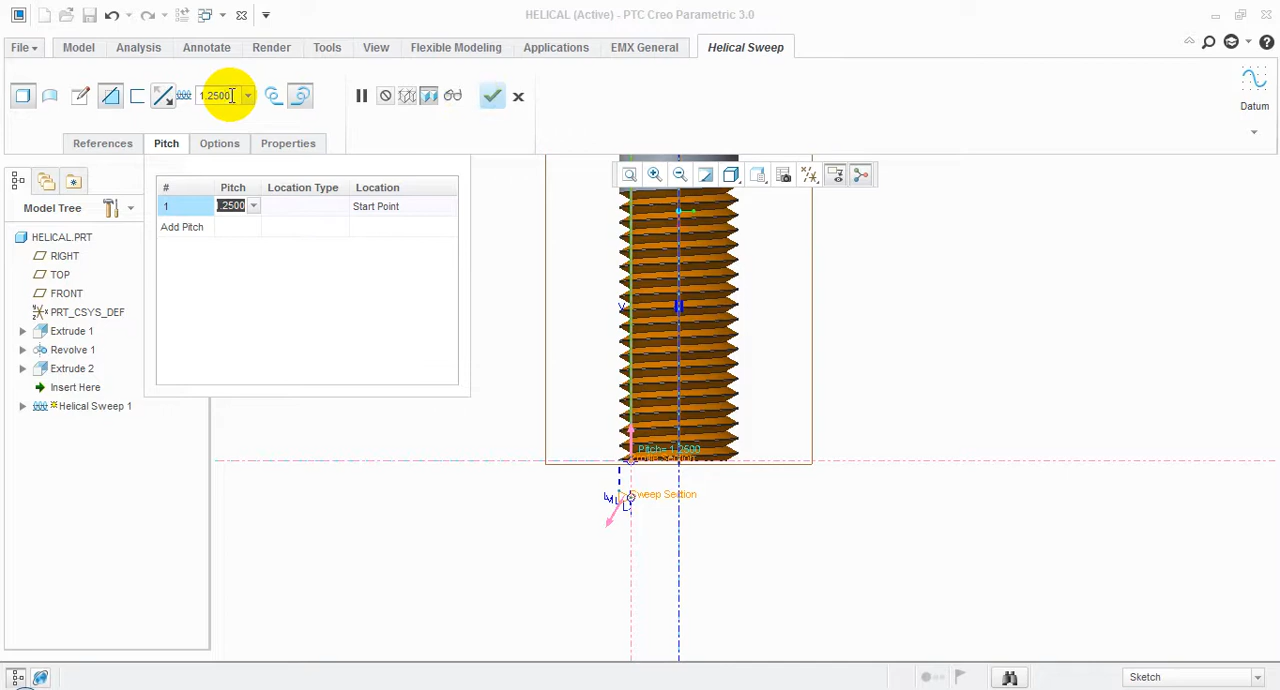 HELICAL (Active) - PTC Creo Parametric 3.0
File Model Analysis Annotate Render Tools View Flexible Modeling Applications EMX General Helical Sweep
1.2500
Datum
References Pitch Options Properties
# Pitch Location Type Location
1 .2500 Start Point
Add Pitch
Model Tree
HELICAL.PRT
RIGHT
TOP
FRONT
PRT_CSYS_DEF
Extrude 1
Revolve 1
Extrude 2
Insert Here
Helical Sweep 1
Pitch= 1.2500
Sweep Section
Sketch